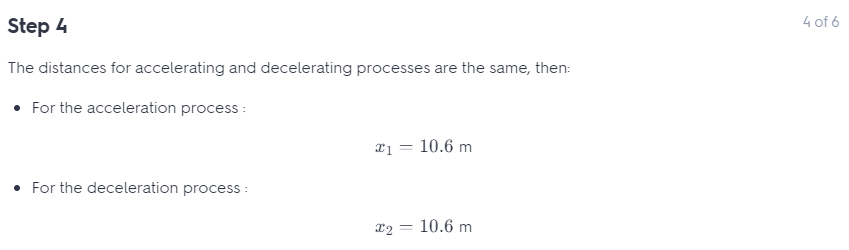 Step 4
4 of 6
The distances for accelerating and decelerating processes are the same, then:
• For the acceleration process :
x₁ = 10.6 m
• For the deceleration process :
x₂ = 10.6 m